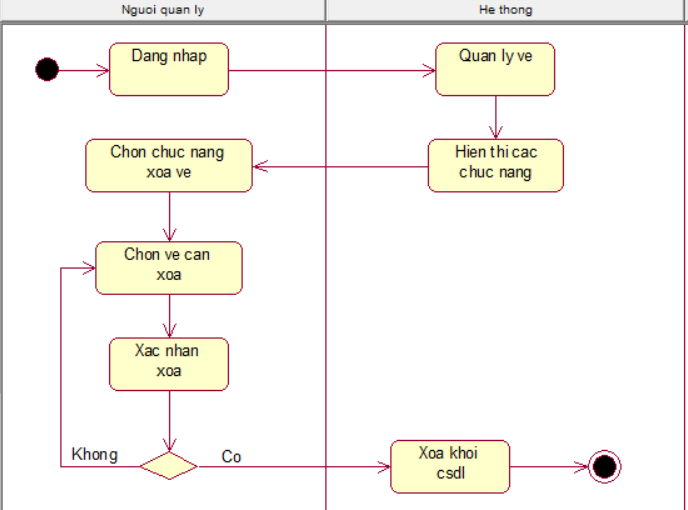 Nguoi quan ly
He thong
Dang nhap
Quan ly ve
Chon chuc nang
xoa ve
Hien thi cac
chuc nang
Chon ve can
xoa
Xac nhan
xoa
Khong
Co
Xoa khoi
csdl